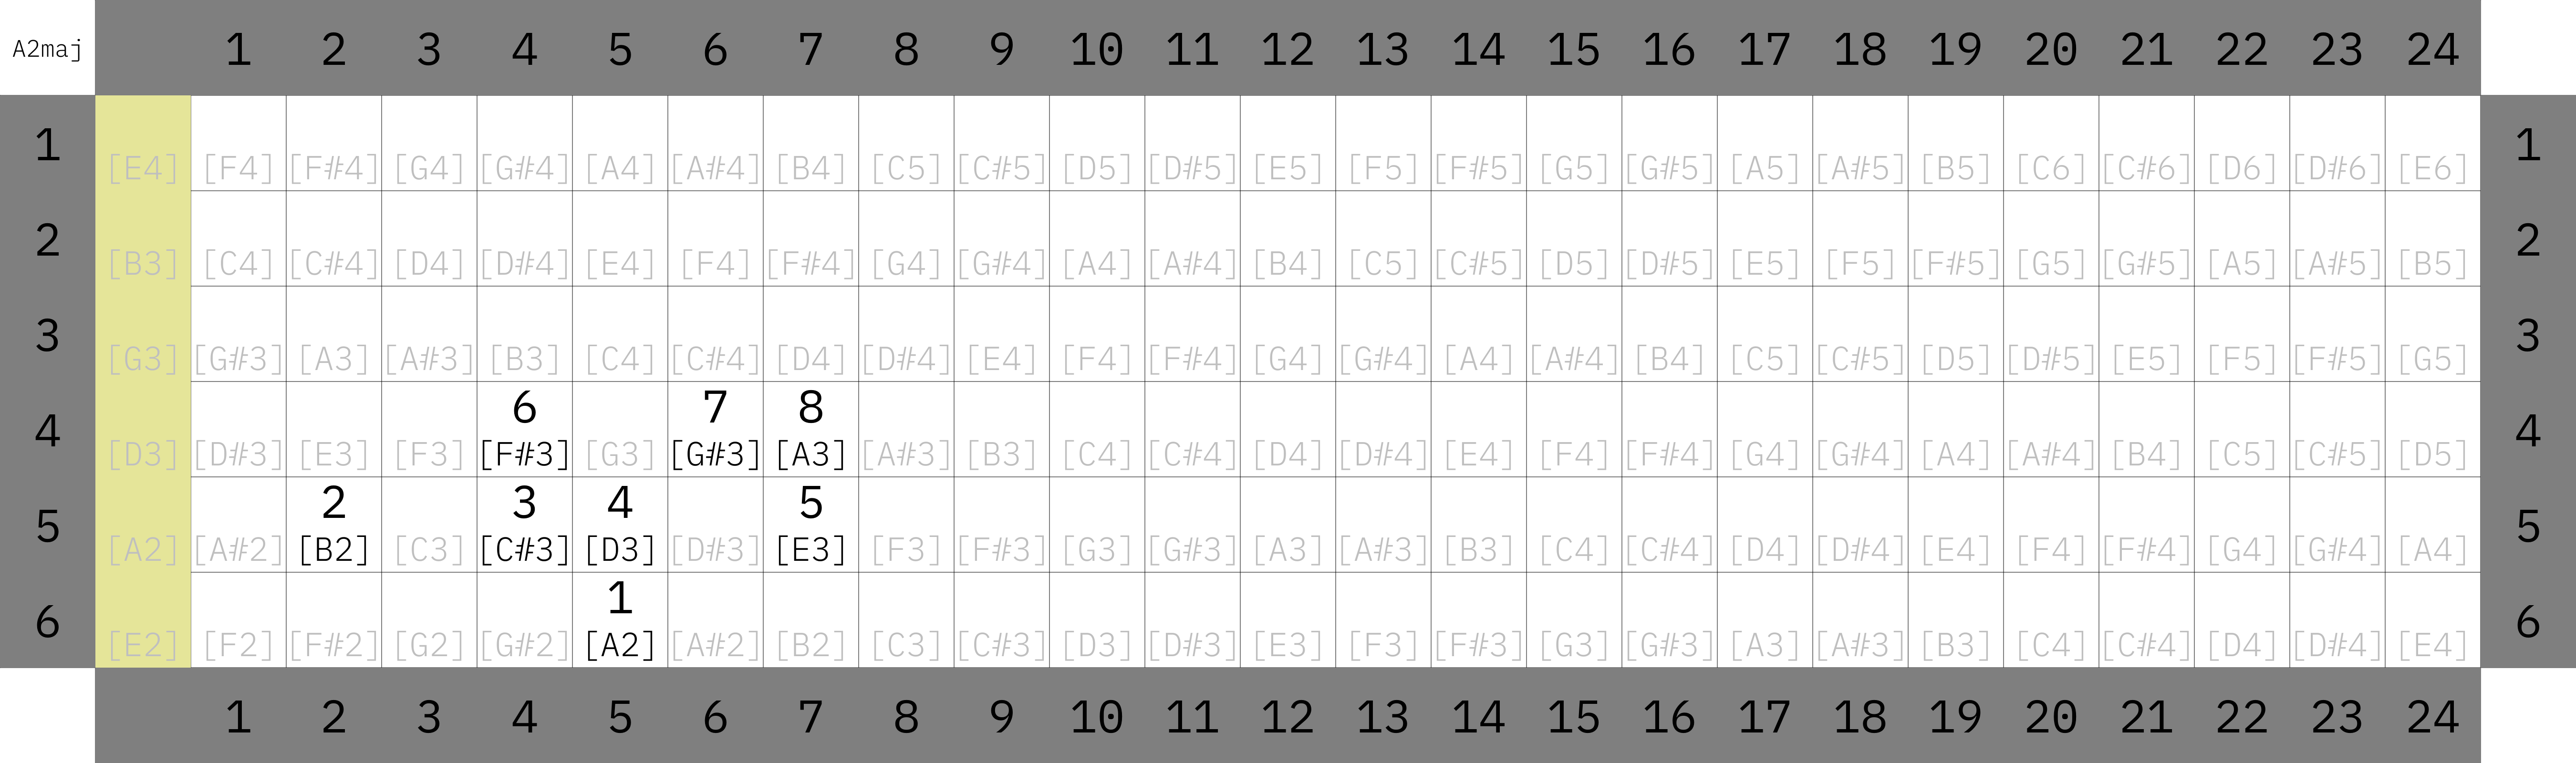 A2maj 1 2 3 4 5 6 7 8 9 10 11 12 13 14 15 16 17 18 19 20 21 22 23 24
1 [E4] [F4] [F#4] [G4] [G#4] [A4] [A#4] [B4] [C5] [C#5] [D5] [D#5] [E5] [F5] [F#5] [G5] [G#5] [A5] [A#5] [B5] [C6] [C#6] [D6] [D#6] [E6] 1
2 [B3] [C4] [C#4] [D4] [D#4] [E4] [F4] [F#4] [G4] [G#4] [A4] [A#4] [B4] [C5] [C#5] [D5] [D#5] [E5] [F5] [F#5] [G5] [G#5] [A5] [A#5] [B5] 2
3 [G3] [G#3] [A3] [A#3] [B3] [C4] [C#4] [D4] [D#4] [E4] [F4] [F#4] [G4] [G#4] [A4] [A#4] [B4] [C5] [C#5] [D5] [D#5] [E5] [F5] [F#5] [G5] 3
6 7 8
4 [D3] [D#3] [E3] [F3] [F#3] [G3] [G#3] [A3] [A#3] [B3] [C4] [C#4] [D4] [D#4] [E4] [F4] [F#4] [G4] [G#4] [A4] [A#4] [B4] [C5] [C#5] [D5] 4
2 3 4 5
5 [A2] [A#2] [B2] [C3] [C#3] [D3] [D#3] [E3] [F3] [F#3] [G3] [G#3] [A3] [A#3] [B3] [C4] [C#4] [D4] [D#4] [E4] [F4] [F#4] [G4] [G#4] [A4] 5
1
6 [E2] [F2] [F#2] [G2] [G#2] [A2] [A#2] [B2] [C3] [C#3] [D3] [D#3] [E3] [F3] [F#3] [G3] [G#3] [A3] [A#3] [B3] [C4] [C#4] [D4] [D#4] [E4] 6
1 2 3 4 5 6 7 8 9 10 11 12 13 14 15 16 17 18 19 20 21 22 23 24